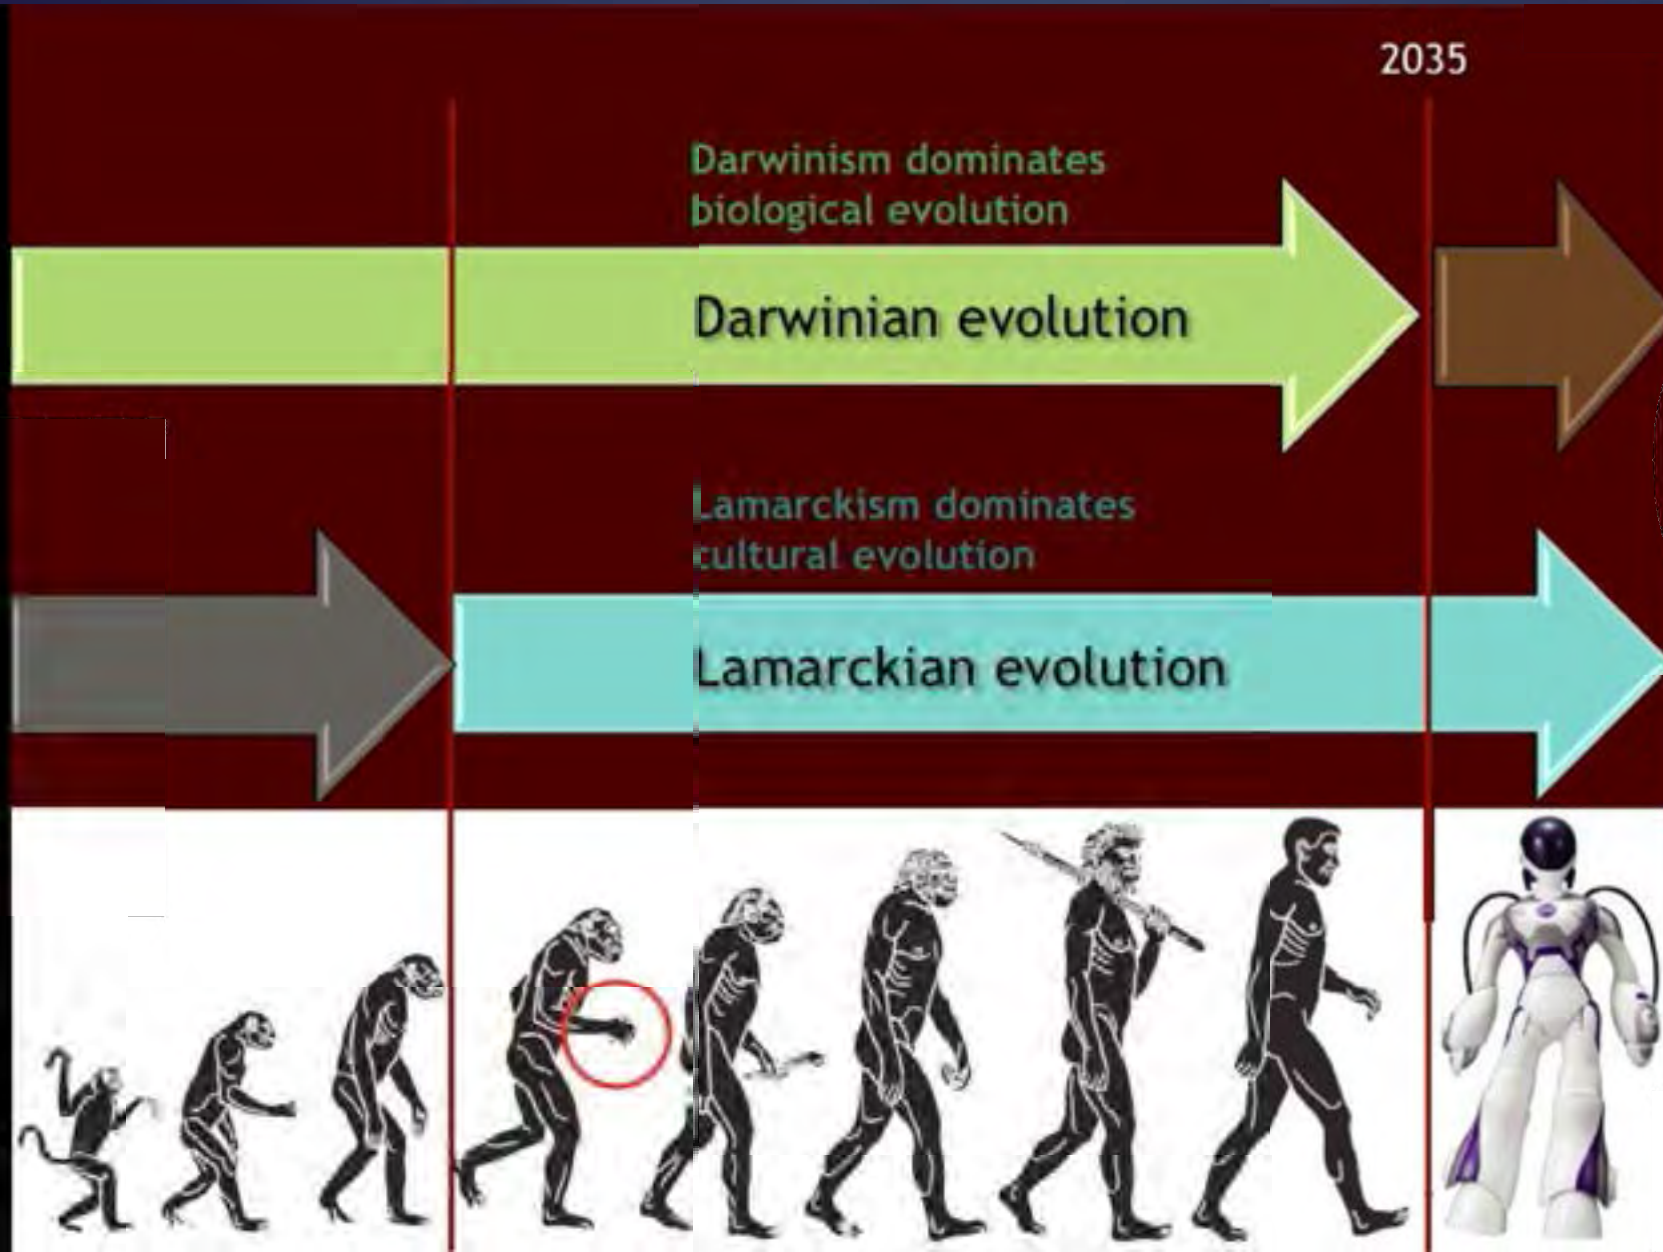 2035
Darwinism dominates
biological evolution
Darwinian evolution
Lamarckism dominates
cultural evolution
Lamarckian evolution